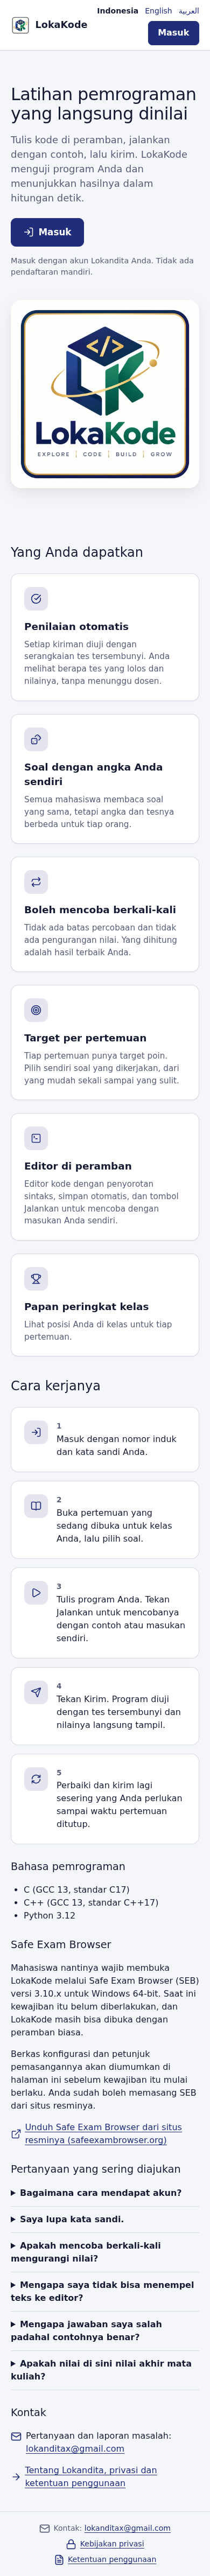 Indonesia English العربية
LokaKode
Masuk
Latihan pemrograman
yang langsung dinilai
Tulis kode di peramban, jalankan
dengan contoh, lalu kirim. LokaKode
menguji program Anda dan
menunjukkan hasilnya dalam
hitungan detik.
Masuk
Masuk dengan akun Lokandita Anda. Tidak ada
pendaftaran mandiri.
LK
LokaKode
EXPLORE | CODE | BUILD | GROW
Yang Anda dapatkan
Penilaian otomatis
Setiap kiriman diuji dengan
serangkaian tes tersembunyi. Anda
melihat berapa tes yang lolos dan
nilainya, tanpa menunggu dosen.
Soal dengan angka Anda
sendiri
Semua mahasiswa membaca soal
yang sama, tetapi angka dan tesnya
berbeda untuk tiap orang.
Boleh mencoba berkali-kali
Tidak ada batas percobaan dan tidak
ada pengurangan nilai. Yang dihitung
adalah hasil terbaik Anda.
Target per pertemuan
Tiap pertemuan punya target poin.
Pilih sendiri soal yang dikerjakan, dari
yang mudah sekali sampai yang sulit.
Editor di peramban
Editor kode dengan penyorotan
sintaks, simpan otomatis, dan tombol
Jalankan untuk mencoba dengan
masukan Anda sendiri.
Papan peringkat kelas
Lihat posisi Anda di kelas untuk tiap
pertemuan.
Cara kerjanya
1
Masuk dengan nomor induk
dan kata sandi Anda.
2
Buka pertemuan yang
sedang dibuka untuk kelas
Anda, lalu pilih soal.
3
Tulis program Anda. Tekan
Jalankan untuk mencobanya
dengan contoh atau masukan
sendiri.
4
Tekan Kirim. Program diuji
dengan tes tersembunyi dan
nilainya langsung tampil.
5
Perbaiki dan kirim lagi
sesering yang Anda perlukan
sampai waktu pertemuan
ditutup.
Bahasa pemrograman
• C (GCC 13, standar C17)
• C++ (GCC 13, standar C++17)
• Python 3.12
Safe Exam Browser
Mahasiswa nantinya wajib membuka
LokaKode melalui Safe Exam Browser (SEB)
versi 3.10.x untuk Windows 64-bit. Saat ini
kewajiban itu belum diberlakukan, dan
LokaKode masih bisa dibuka dengan
peramban biasa.
Berkas konfigurasi dan petunjuk
pemasangannya akan diumumkan di
halaman ini sebelum kewajiban itu mulai
berlaku. Anda sudah boleh memasang SEB
dari situs resminya.
Unduh Safe Exam Browser dari situs
resminya (safeexambrowser.org)
Pertanyaan yang sering diajukan
Bagaimana cara mendapat akun?
Saya lupa kata sandi.
Apakah mencoba berkali-kali
mengurangi nilai?
Mengapa saya tidak bisa menempel
teks ke editor?
Mengapa jawaban saya salah
padahal contohnya benar?
Apakah nilai di sini nilai akhir mata
kuliah?
Kontak
Pertanyaan dan laporan masalah:
lokanditax@gmail.com
Tentang Lokandita, privasi dan
ketentuan penggunaan
Kontak: lokanditax@gmail.com
Kebijakan privasi
Ketentuan penggunaan